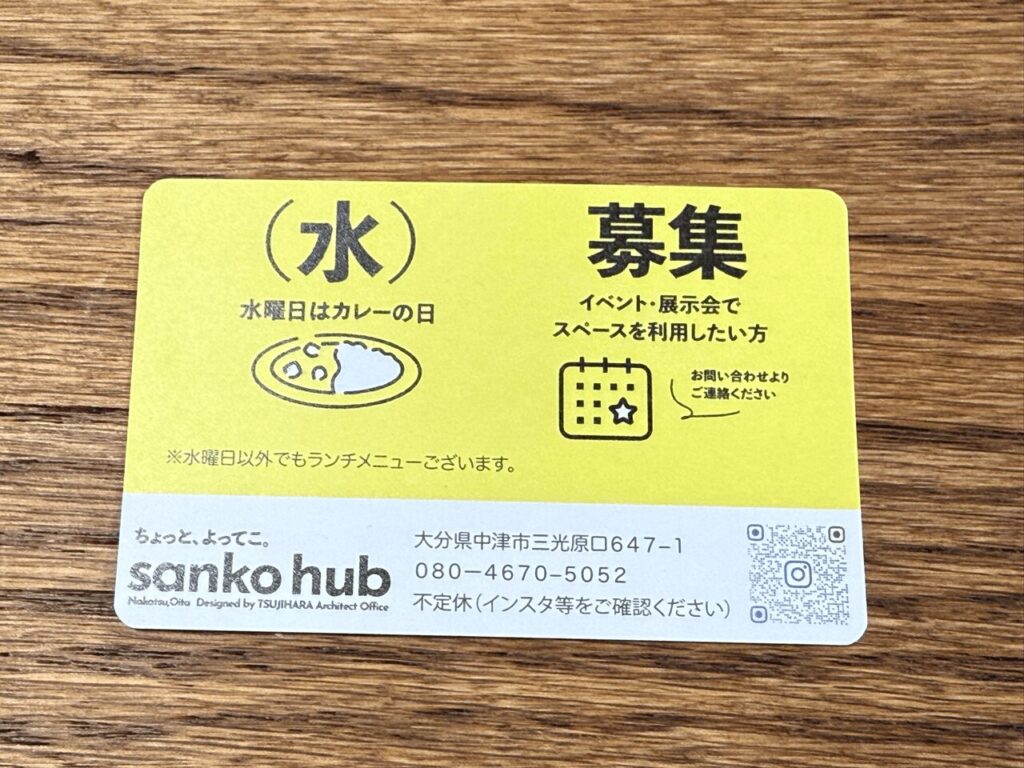 （水）
水曜日はカレーの日
※水曜日以外でもランチメニューございます。
募集
イベント・展示会で
スペースを利用したい方
お問い合わせより
ご連絡ください
ちょっと、よってこ。
sanko hub
Nakatsu,Oita Designed by TSUJIHARA Architect Office
大分県中津市三光原口647-1
080-4670-5052
不定休（インスタ等をご確認ください）